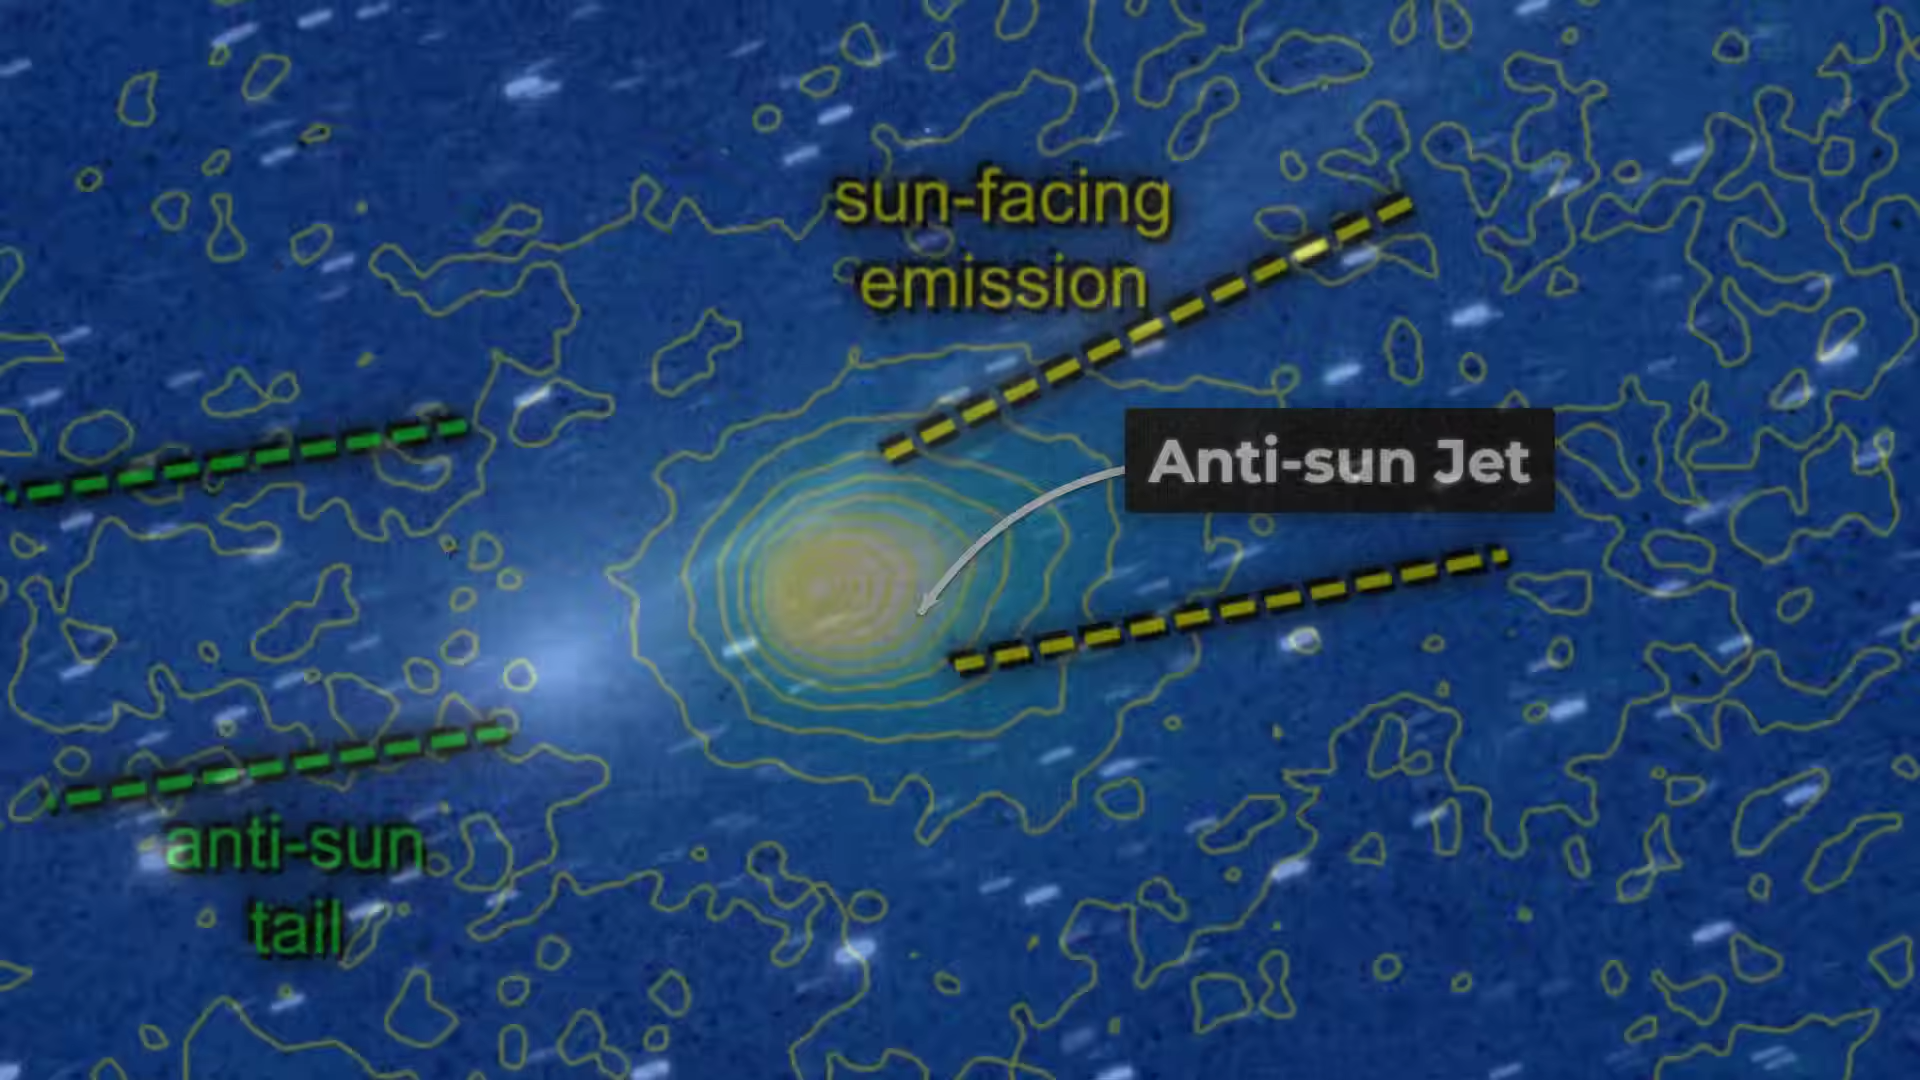 sun-facing
emission
Anti-sun Jet
anti-sun
tail